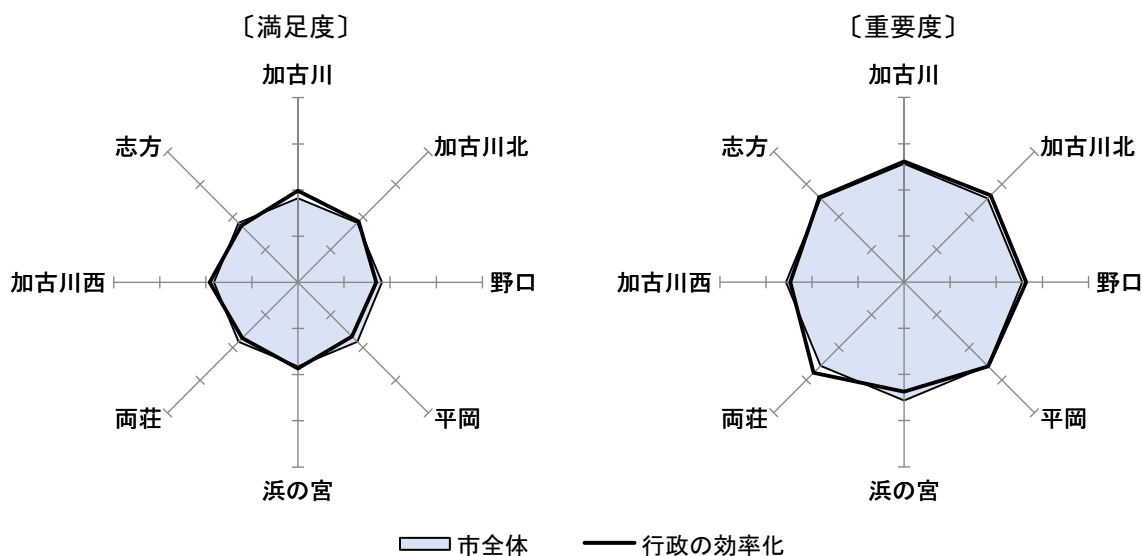 〔満足度〕
加古川
加古川北
野口
平岡
浜の宮
両荘
加古川西
志方
〔重要度〕
加古川
加古川北
野口
平岡
浜の宮
両荘
加古川西
志方
市全体
行政の効率化